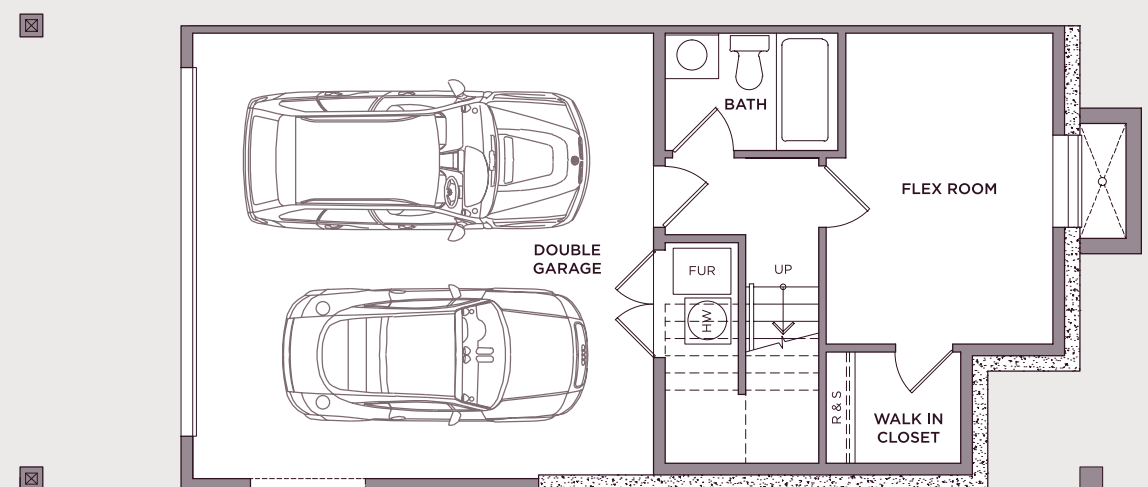 BATH
FLEX ROOM
DOUBLE
GARAGE
FUR
UP
HW
R & S
WALK IN
CLOSET